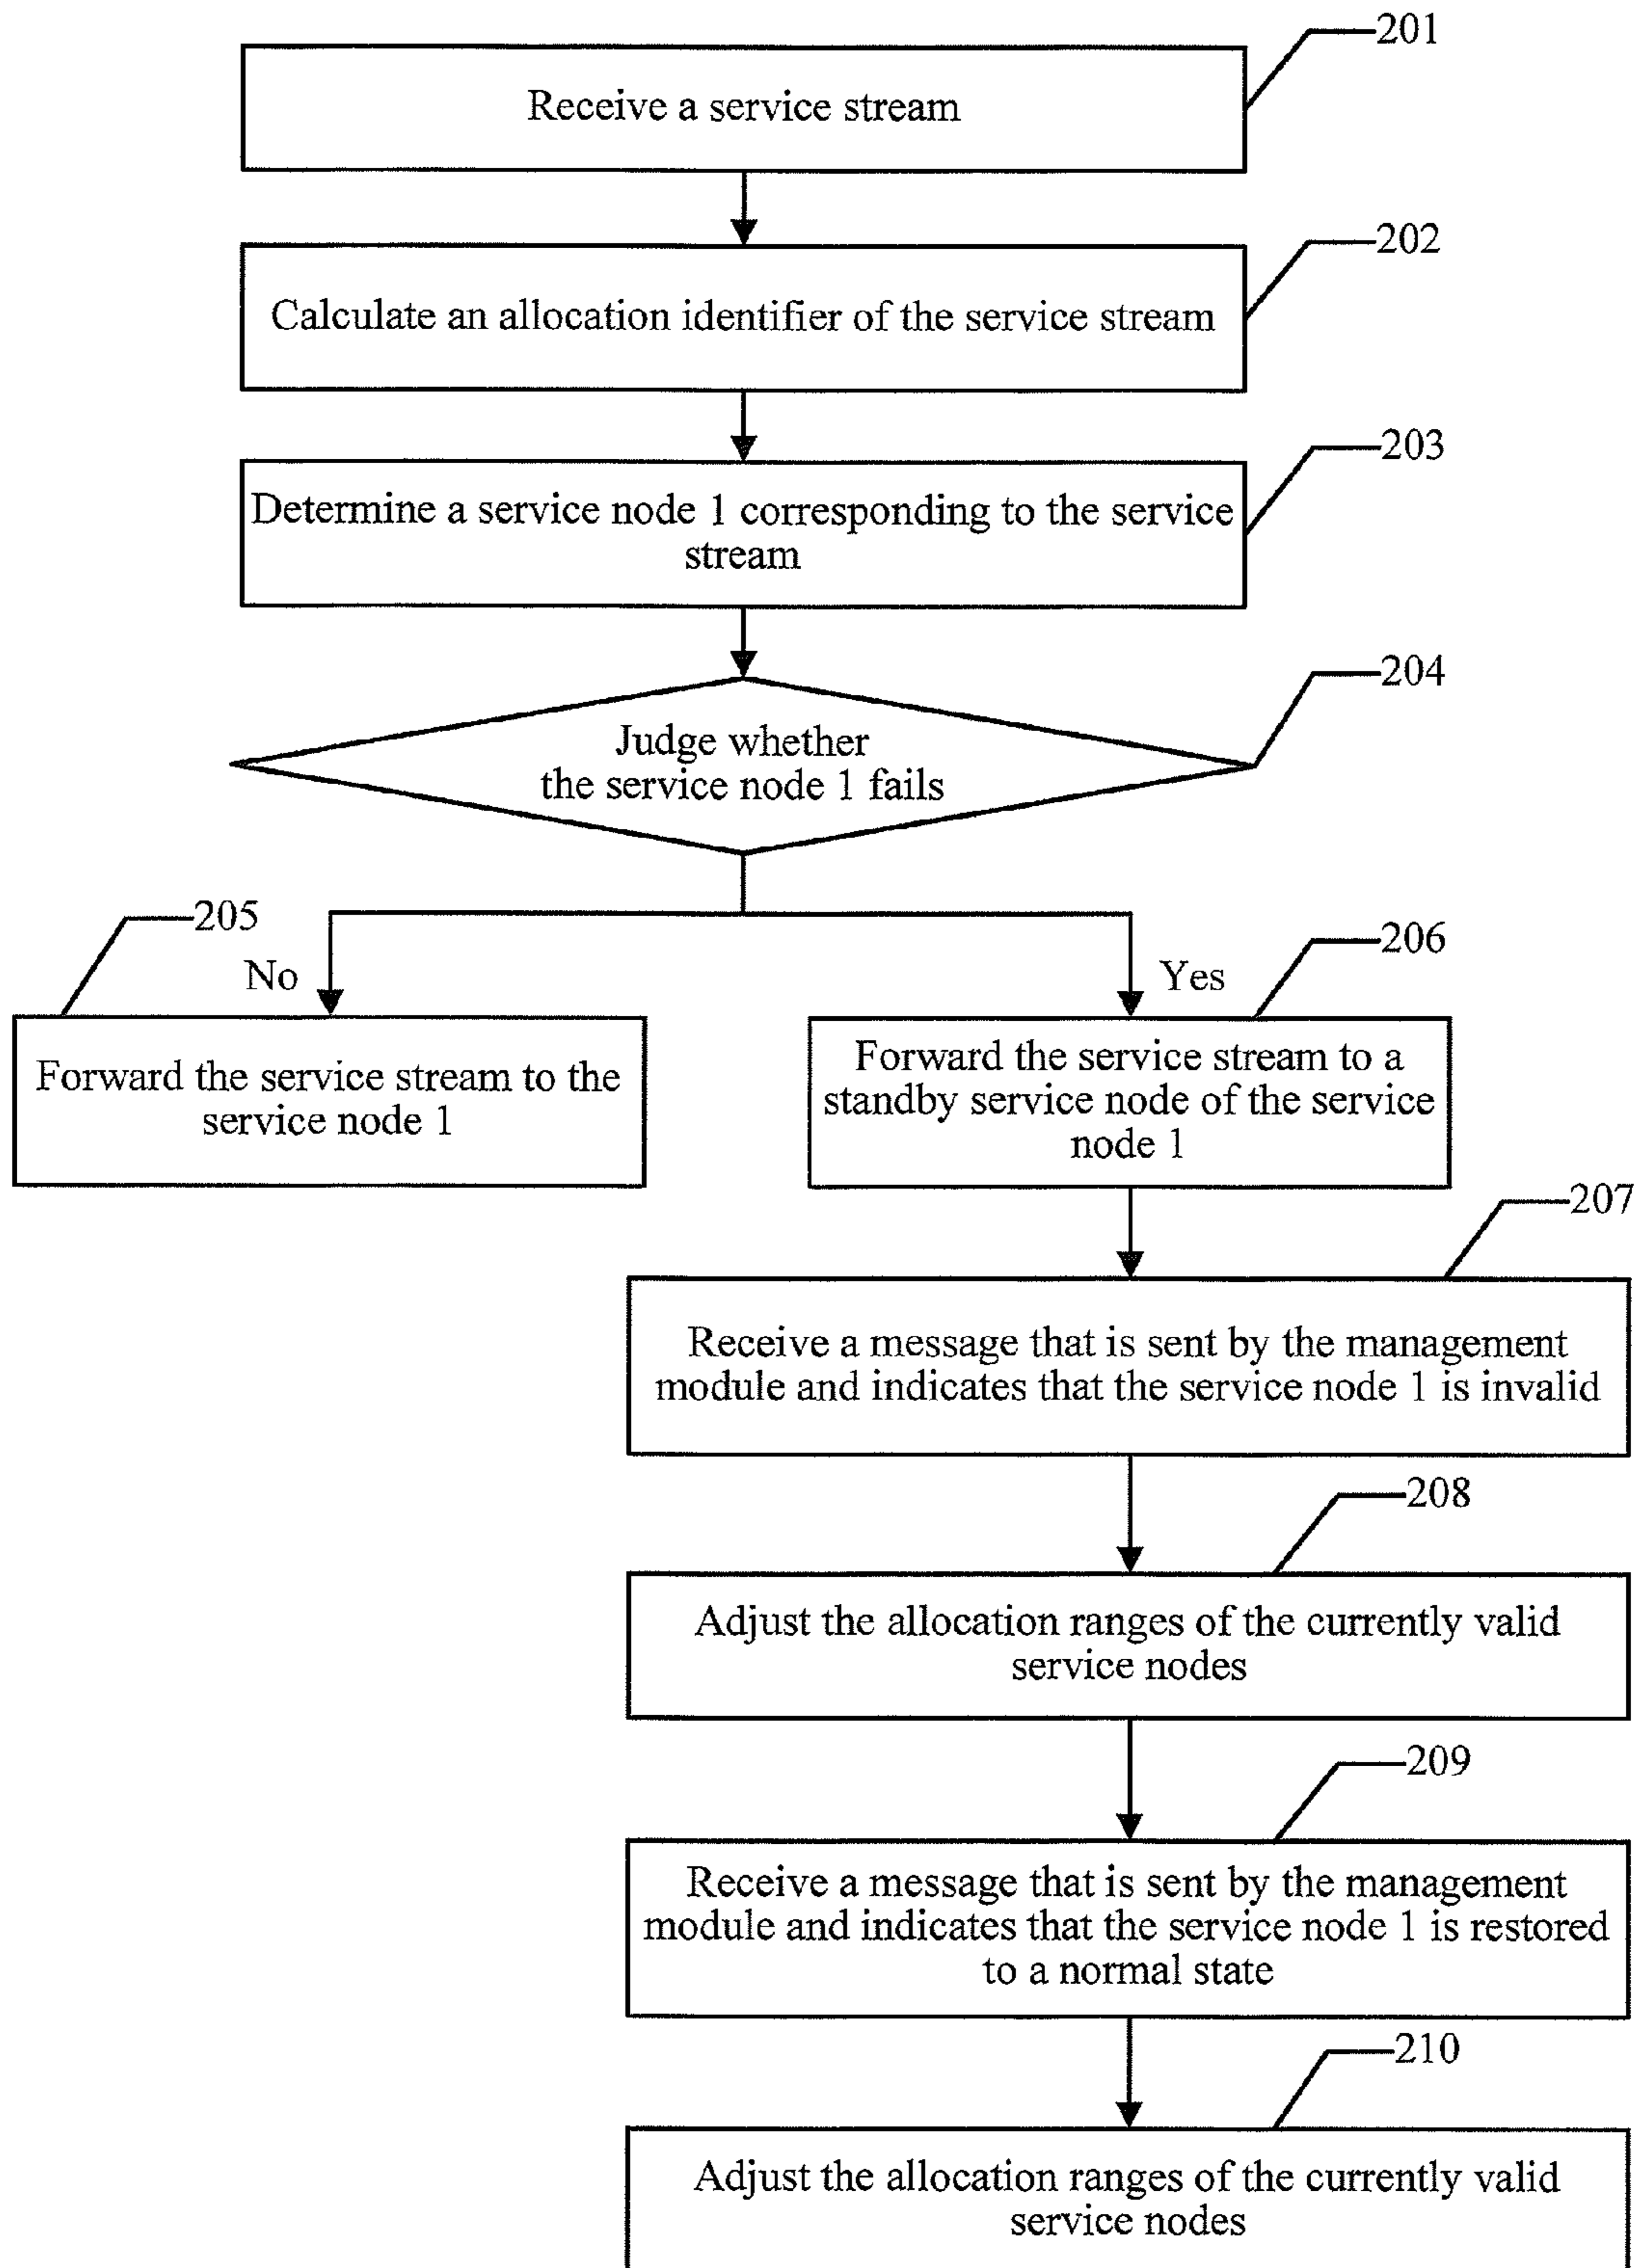 201
Receive a service stream
202
Calculate an allocation identifier of the service stream
203
Determine a service node 1 corresponding to the service
stream
204
Judge whether
the service node 1 fails
205
206
No
Yes
Forward the service stream to the
service node 1
Forward the service stream to a
standby service node of the service
node 1
207
Receive a message that is sent by the management
module and indicates that the service node 1 is invalid
208
Adjust the allocation ranges of the currently valid
service nodes
209
Receive a message that is sent by the management
module and indicates that the service node 1 is restored
to a normal state
210
Adjust the allocation ranges of the currently valid
service nodes